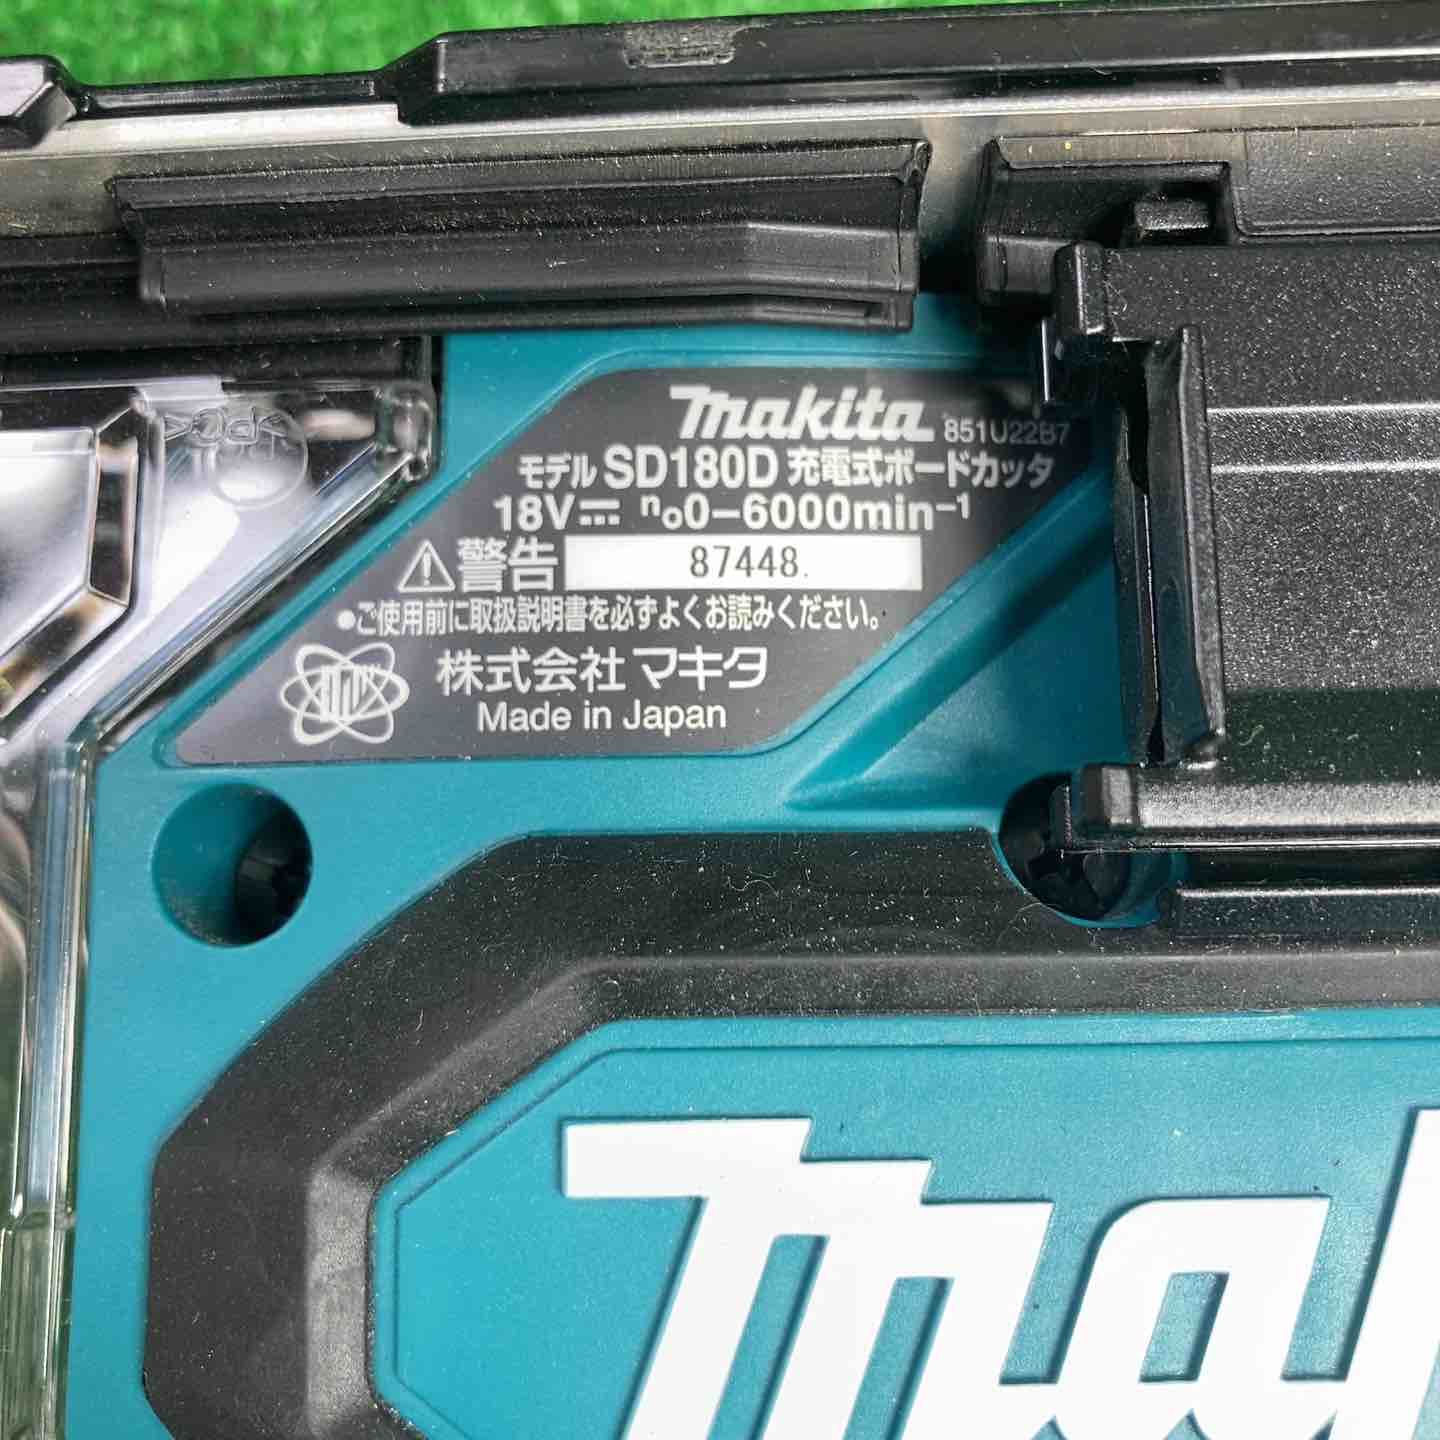 makita 851U22B7
モデル SD180D 充電式ボードカッタ
18V⎓ n₀0-6000min⁻¹
⚠警告 87448.
●ご使用前に取扱説明書を必ずよくお読みください。
株式会社マキタ
Made in Japan
>PC<
mak